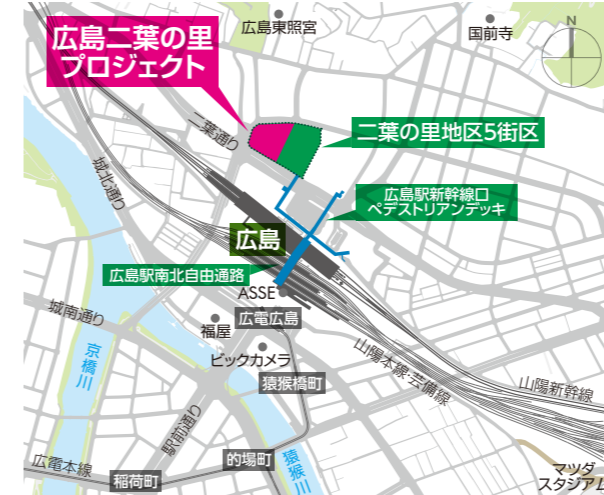 広島東照宮
国前寺
N
広島二葉の里
プロジェクト
二葉通り
二葉の里地区5街区
城北通り
広島駅新幹線口
ペデストリアンデッキ
広島
広島駅南北自由通路
ASSE
城南通り
福屋
広電広島
ビックカメラ
京橋川
猿猴橋町
山陽本線・芸備線
山陽新幹線
駅前通り
広電本線
稲荷町
的場町
猿猴川
マツダ
スタジアム